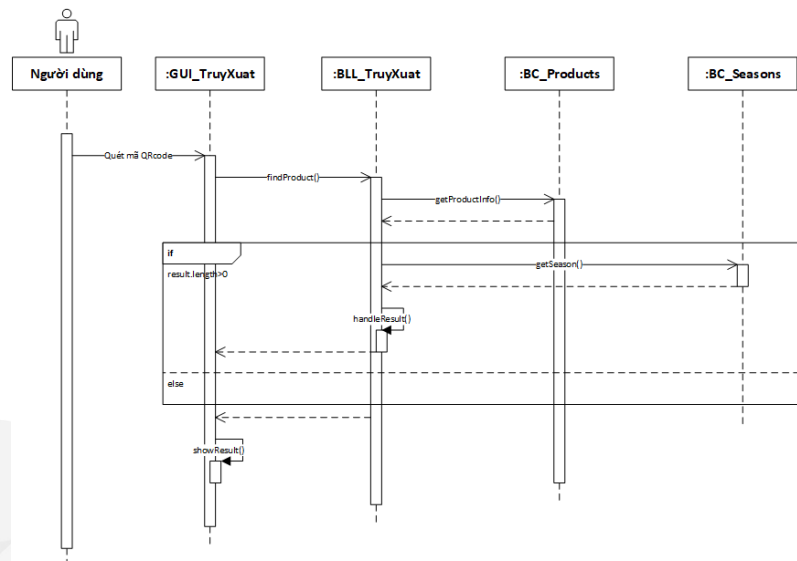 Người dùng
:GUI_TruyXuat
:BLL_TruyXuat
:BC_Products
:BC_Seasons
Quét mã QRcode
findProduct()
getProductInfo()
if
result.length>0
getSeason()
handleResult()
else
showResult()